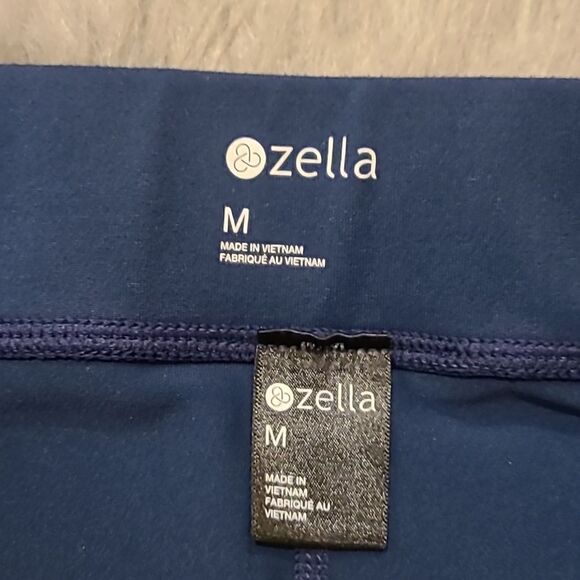 zella
M
MADE IN VIETNAM
FABRIQUÉ AU VIETNAM
zella
M
MADE IN
VIETNAM
FABRIQUÉ AU
VIETNAM